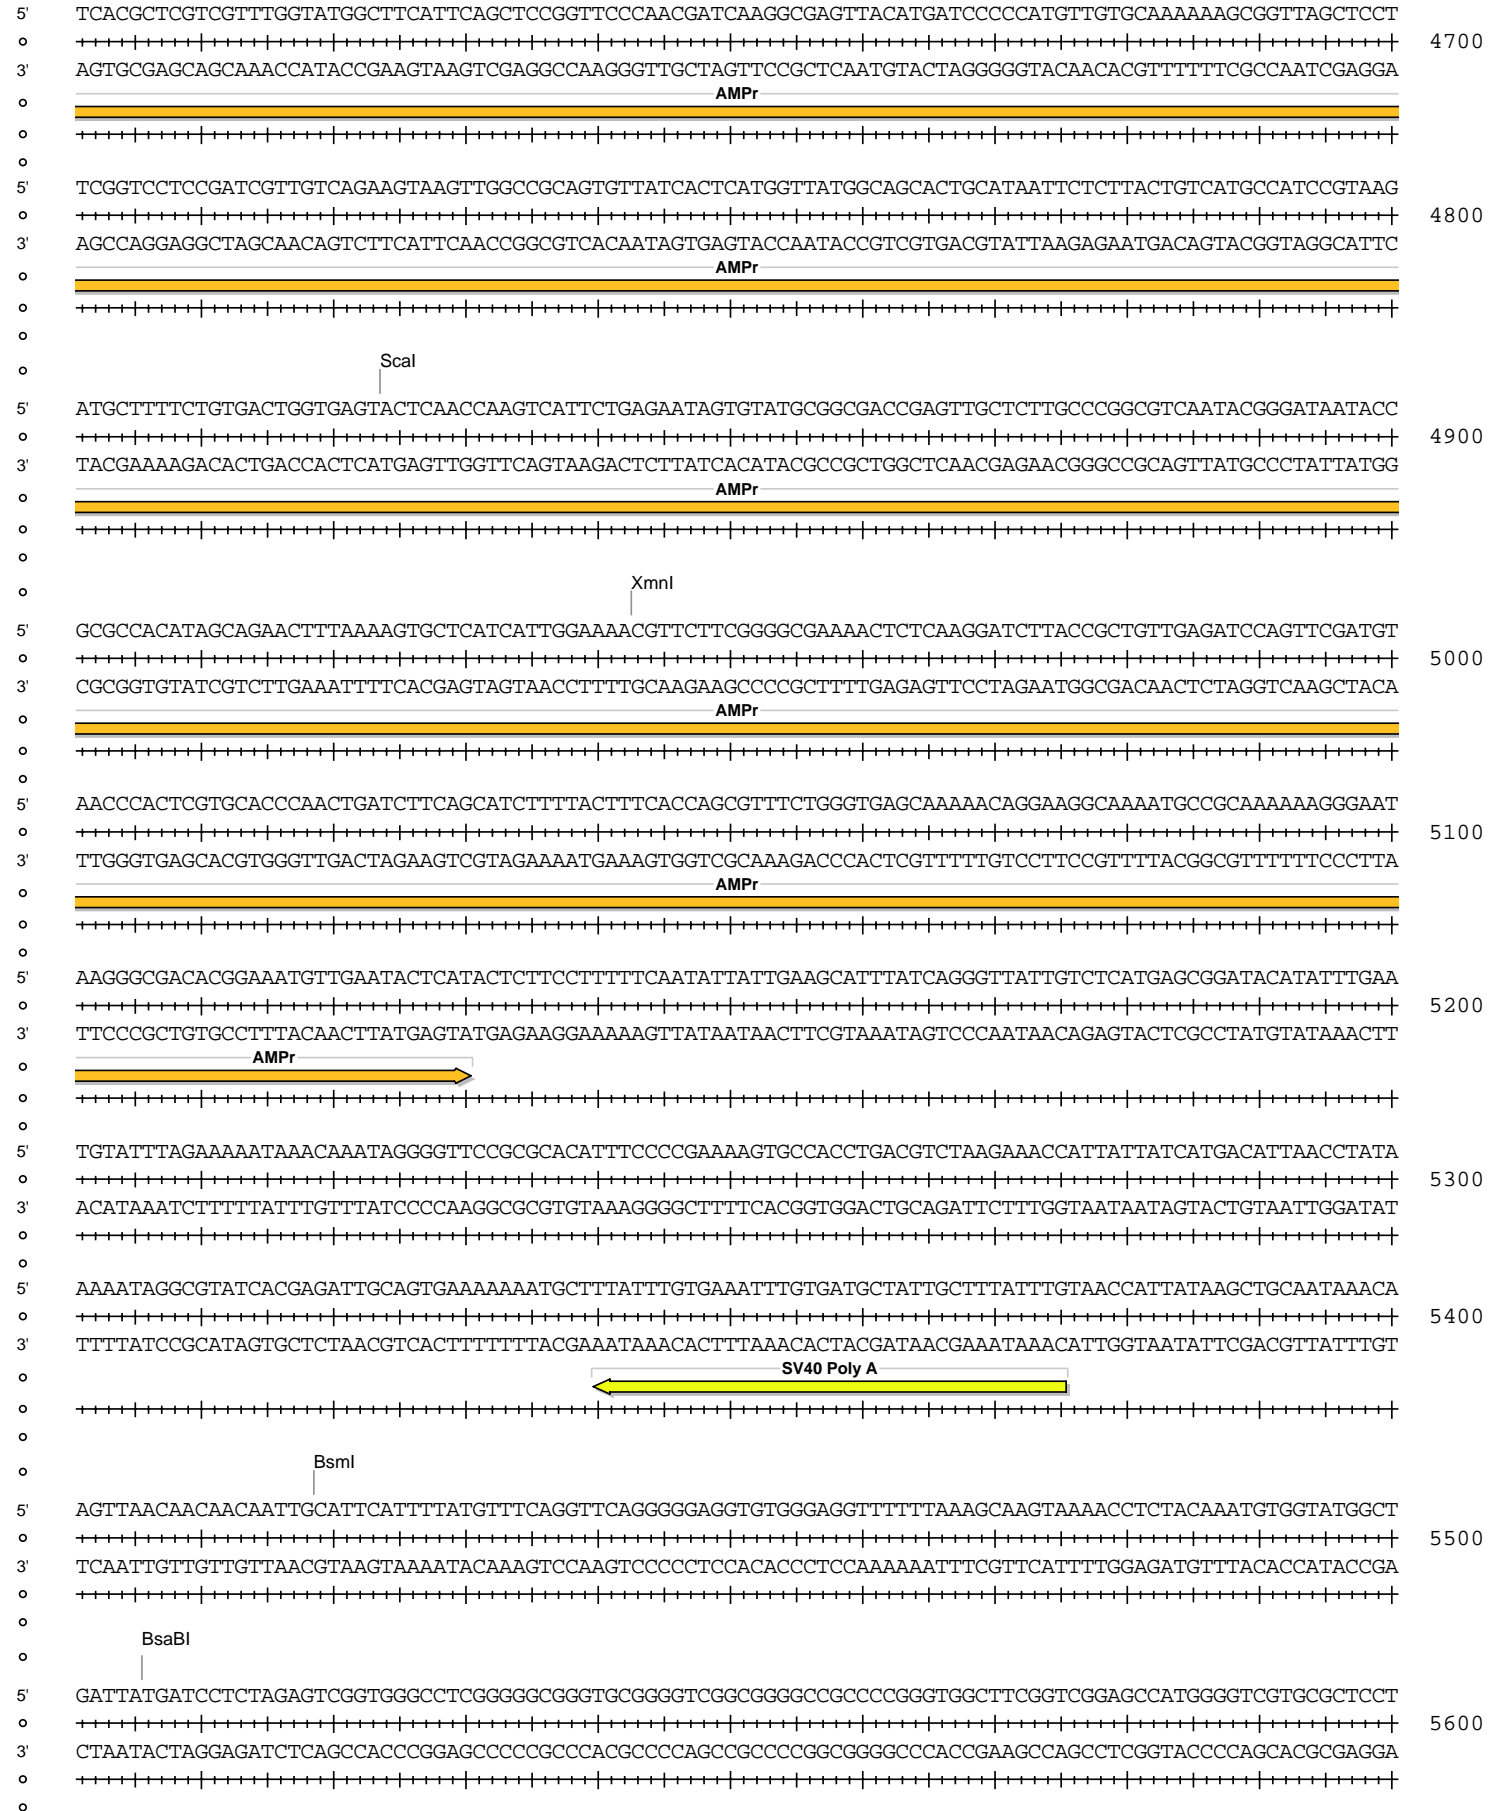 5' TCACGCTCGTCGTTTGGTATGGCTTCATTCAGCTCCGGTTCCCAACGATCAAGGCGAGTTACATGATCCCCCATGTTGTGCAAAAAAGCGGTTAGCTCCT
4700
3' AGTGCGAGCAGCAAACCATACCGAAGTAAGTCGAGGCCAAGGGTTGCTAGTTCCGCTCAATGTACTAGGGGGTACAACACGTTTTTTCGCCAATCGAGGA
AMPr
5' TCGGTCCTCCGATCGTTGTCAGAAGTAAGTTGGCCGCAGTGTTATCACTCATGGTTATGGCAGCACTGCATAATTCTCTTACTGTCATGCCATCCGTAAG
4800
3' AGCCAGGAGGCTAGCAACAGTCTTCATTCAACCGGCGTCACAATAGTGAGTACCAATACCGTCGTGACGTATTAAGAGAATGACAGTACGGTAGGCATTC
AMPr
ScaI
5' ATGCTTTTCTGTGACTGGTGAGTACTCAACCAAGTCATTCTGAGAATAGTGTATGCGGCGACCGAGTTGCTCTTGCCCGGCGTCAATACGGGATAATACC
4900
3' TACGAAAAGACACTGACCACTCATGAGTTGGTTCAGTAAGACTCTTATCACATACGCCGCTGGCTCAACGAGAACGGGCCGCAGTTATGCCCTATTATGG
AMPr
XmnI
5' GCGCCACATAGCAGAACTTTAAAAGTGCTCATCATTGGAAAACGTTCTTCGGGGCGAAAACTCTCAAGGATCTTACCGCTGTTGAGATCCAGTTCGATGT
5000
3' CGCGGTGTATCGTCTTGAAATTTTCACGAGTAGTAACCTTTTGCAAGAAGCCCCGCTTTTGAGAGTTCCTAGAATGGCGACAACTCTAGGTCAAGCTACA
AMPr
5' AACCCACTCGTGCACCCAACTGATCTTCAGCATCTTTTACTTTCACCAGCGTTTCTGGGTGAGCAAAAACAGGAAGGCAAAATGCCGCAAAAAAGGGAAT
5100
3' TTGGGTGAGCACGTGGGTTGACTAGAAGTCGTAGAAAATGAAAGTGGTCGCAAAGACCCACTCGTTTTTGTCCTTCCGTTTTACGGCGTTTTTTCCCTTA
AMPr
5' AAGGGCGACACGGAAATGTTGAATACTCATACTCTTCCTTTTTCAATATTATTGAAGCATTTATCAGGGTTATTGTCTCATGAGCGGATACATATTTGAA
5200
3' TTCCCGCTGTGCCTTTACAACTTATGAGTATGAGAAGGAAAAAGTTATAATAACTTCGTAAATAGTCCCAATAACAGAGTACTCGCCTATGTATAAACTT
AMPr
5' TGTATTTAGAAAAATAAACAAATAGGGGTTCCGCGCACATTTCCCCGAAAAGTGCCACCTGACGTCTAAGAAACCATTATTATCATGACATTAACCTATA
5300
3' ACATAAATCTTTTTATTTGTTTATCCCCAAGGCGCGTGTAAAGGGGCTTTTCACGGTGGACTGCAGATTCTTTGGTAATAATAGTACTGTAATTGGATAT
5' AAAATAGGCGTATCACGAGATTGCAGTGAAAAAAATGCTTTATTTGTGAAATTTGTGATGCTATTGCTTTATTTGTAACCATTATAAGCTGCAATAAACA
5400
3' TTTTATCCGCATAGTGCTCTAACGTCACTTTTTTTACGAAATAAACACTTTAAACACTACGATAACGAAATAAACATTGGTAATATTCGACGTTATTTGT
SV40 Poly A
BsmI
5' AGTTAACAACAACAATTGCATTCATTTTATGTTTCAGGTTCAGGGGGAGGTGTGGGAGGTTTTTTAAAGCAAGTAAAACCTCTACAAATGTGGTATGGCT
5500
3' TCAATTGTTGTTGTTAACGTAAGTAAAATACAAAGTCCAAGTCCCCCTCCACACCCTCCAAAAAATTTCGTTCATTTTGGAGATGTTTACACCATACCGA
BsaBI
5' GATTATGATCCTCTAGAGTCGGTGGGCCTCGGGGGCGGGTGCGGGGTCGGCGGGGCCGCCCCGGGTGGCTTCGGTCGGAGCCATGGGGTCGTGCGCTCCT
5600
3' CTAATACTAGGAGATCTCAGCCACCCGGAGCCCCCGCCCACGCCCCAGCCGCCCCGGCGGGGCCCACCGAAGCCAGCCTCGGTACCCCAGCACGCGAGGA